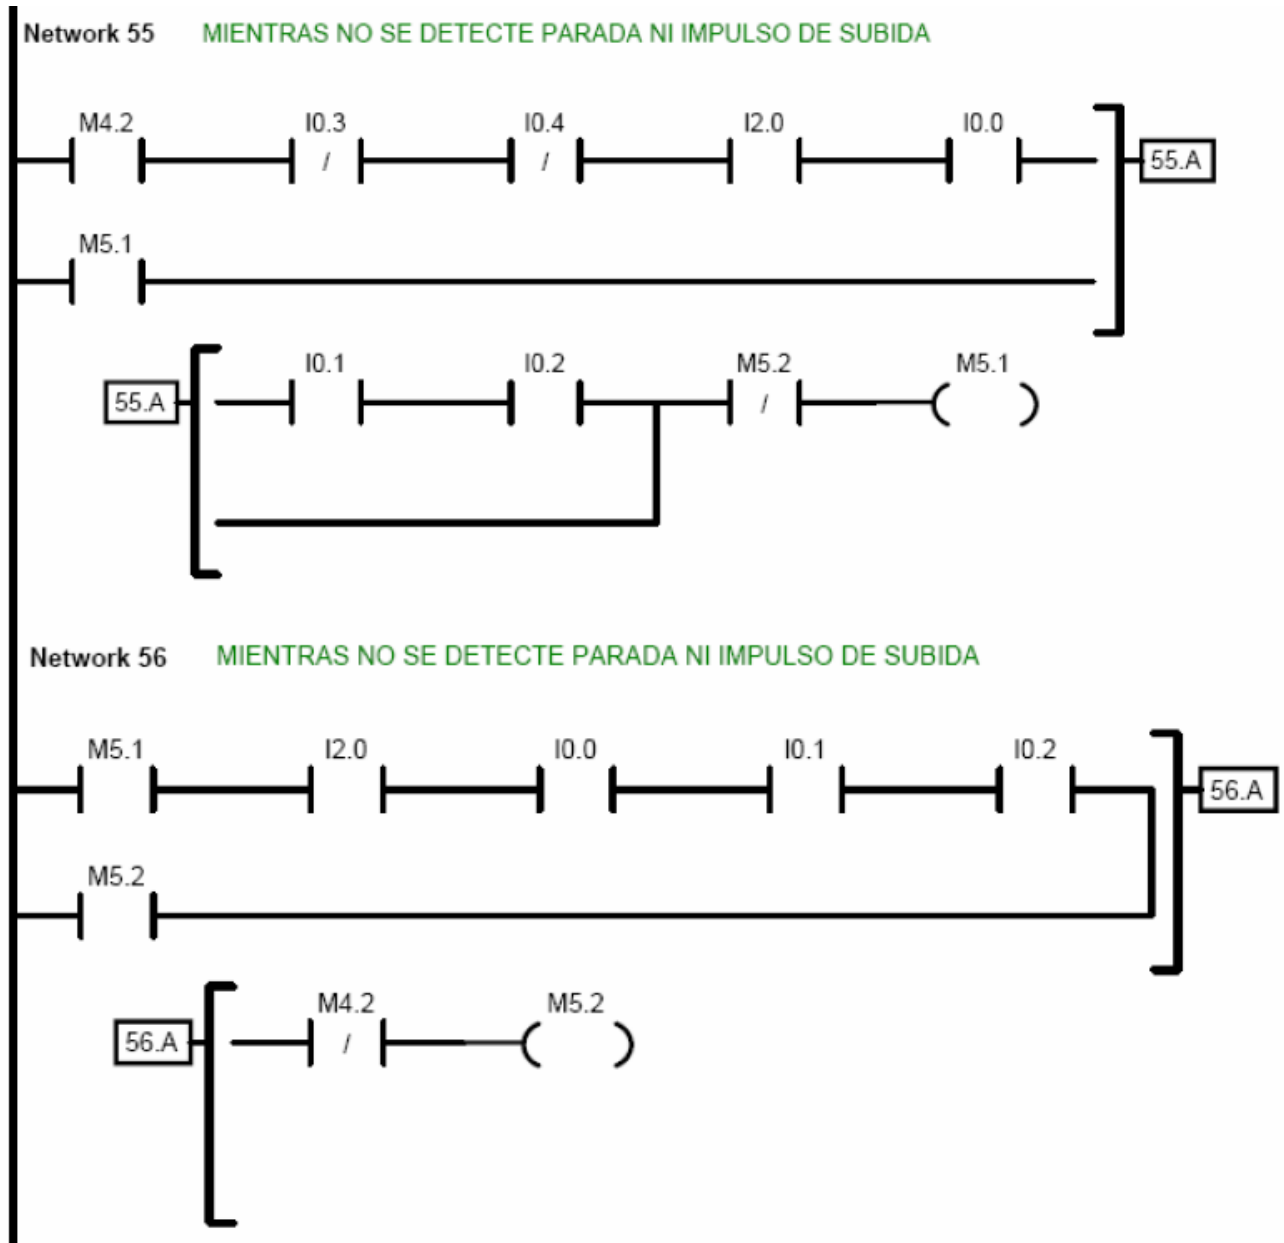 Network 55 MIENTRAS NO SE DETECTE PARADA NI IMPULSO DE SUBIDA
M4.2 I0.3 I0.4 I2.0 I0.0
/ / 55.A
M5.1
I0.1 I0.2 M5.2 M5.1
55.A /
Network 56 MIENTRAS NO SE DETECTE PARADA NI IMPULSO DE SUBIDA
M5.1 I2.0 I0.0 I0.1 I0.2
56.A
M5.2
M4.2 M5.2
56.A /